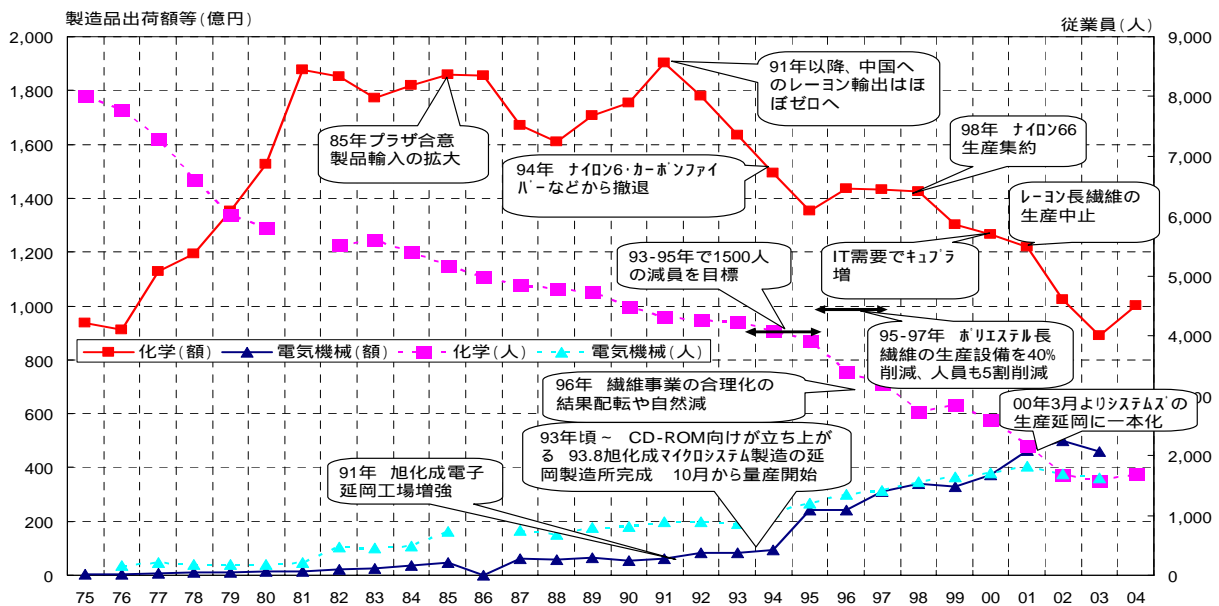 製造品出荷額等(億円)
従業員(人)
2,000
1,800
1,600
1,400
1,200
1,000
800
600
400
200
0
9,000
8,000
7,000
6,000
5,000
4,000
2,000
1,000
0
85年プラザ合意
製品輸入の拡大
91年以降、中国へ
のレーヨン輸出はほ
ぼゼロへ
94年 ナイロン6・カーボンファイ
バーなどから撤退
98年 ナイロン66
生産集約
レーヨン長繊維の
生産中止
93-95年で1500人
の減員を目標
IT需要でキュプラ
増
95-97年 ポリエステル長
繊維の生産設備を40%
削減、人員も5割削減
化学(額) 電気機械(額) 化学(人) 電気機械(人)
96年 繊維事業の合理化の
結果配転や自然減
00年3月よりシステムズの
生産延岡に一本化
93年頃~ CD-ROM向けが立ち上が
る 93.8旭化成マイクロシステム製造の延
岡製造所完成 10月から量産開始
91年 旭化成電子
延岡工場増強
75 76 77 78 79 80 81 82 83 84 85 86 87 88 89 90 91 92 93 94 95 96 97 98 99 00 01 02 03 04